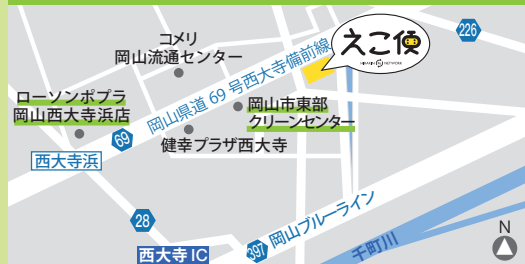 コメリ
岡山流通センター
えこ便
HIRAKIN NETWORK
226
ローソンポプラ
岡山西大寺浜店
岡山県道 69 号西大寺備前線
岡山市東部
クリーンセンター
69
健幸プラザ西大寺
西大寺浜
28
西大寺 IC
397
岡山ブルーライン
千町川
N